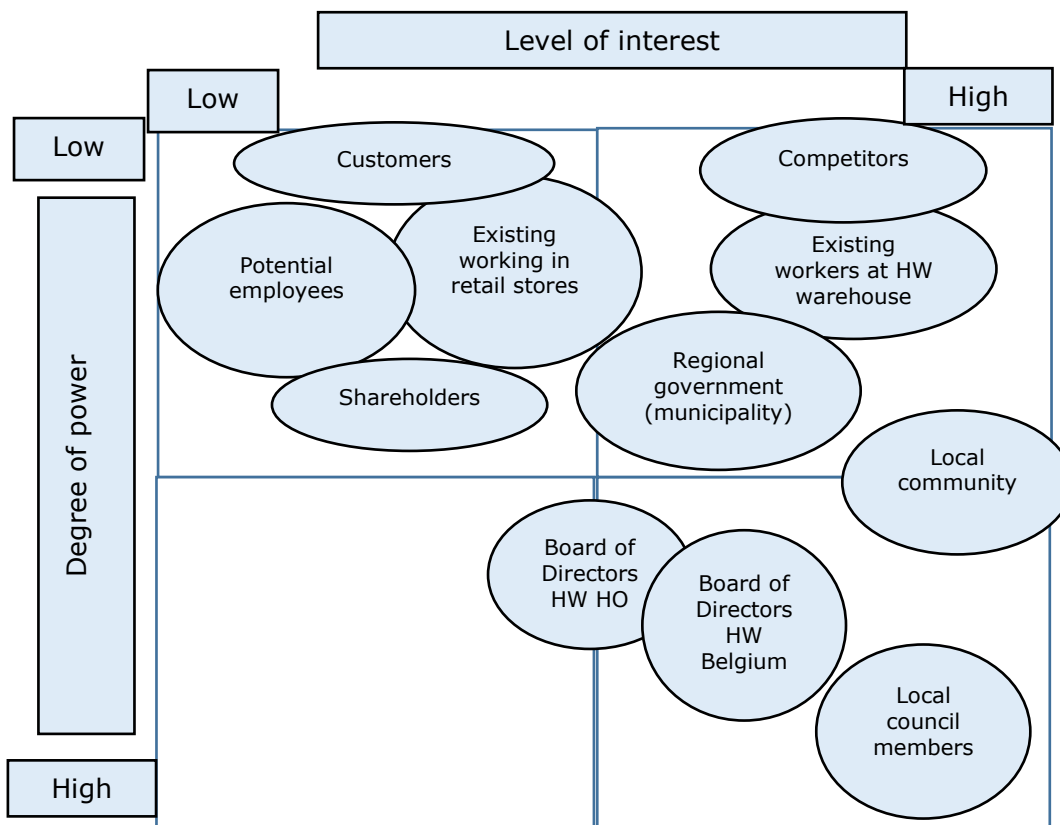 Level of interest
Low
High
Low
Customers
Competitors
Potential
employees
Existing
working in
retail stores
Existing
workers at HW
warehouse
Shareholders
Regional
government
(municipality)
Degree of power
Local
community
Board of
Directors
HW HO
Board of
Directors
HW
Belgium
Local
council
members
High